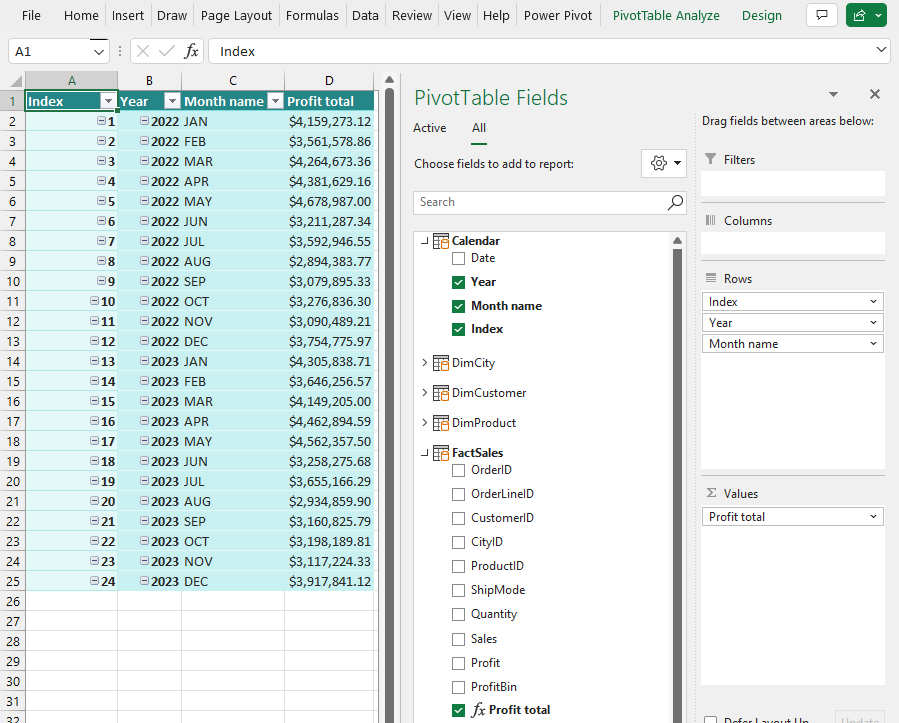 File Home Insert Draw Page Layout Formulas Data Review View Help Power Pivot PivotTable Analyze Design
A1 fx Index
A B C D
1 Index Year Month name Profit total
2 1 2022 JAN $4,159,273.12
3 2 2022 FEB $3,561,578.86
4 3 2022 MAR $4,264,673.36
5 4 2022 APR $4,381,629.16
6 5 2022 MAY $4,678,987.00
7 6 2022 JUN $3,211,287.34
8 7 2022 JUL $3,592,946.55
9 8 2022 AUG $2,894,383.77
10 9 2022 SEP $3,079,895.33
11 10 2022 OCT $3,276,836.30
12 11 2022 NOV $3,090,489.21
13 12 2022 DEC $3,754,775.97
14 13 2023 JAN $4,305,838.71
15 14 2023 FEB $3,646,256.57
16 15 2023 MAR $4,149,205.00
17 16 2023 APR $4,462,894.59
18 17 2023 MAY $4,562,357.50
19 18 2023 JUN $3,258,275.68
20 19 2023 JUL $3,655,166.29
21 20 2023 AUG $2,934,859.90
22 21 2023 SEP $3,160,825.79
23 22 2023 OCT $3,198,189.81
24 23 2023 NOV $3,117,224.33
25 24 2023 DEC $3,917,841.12
26
27
28
29
30
31
32
PivotTable Fields
Active All
Choose fields to add to report:
Search
Calendar
Date
Year
Month name
Index
DimCity
DimCustomer
DimProduct
FactSales
OrderID
OrderLineID
CustomerID
CityID
ProductID
ShipMode
Quantity
Sales
Profit
ProfitBin
fx Profit total
Drag fields between areas below:
Filters
Columns
Rows
Index
Year
Month name
Σ Values
Profit total
Defer Layout Up... Update